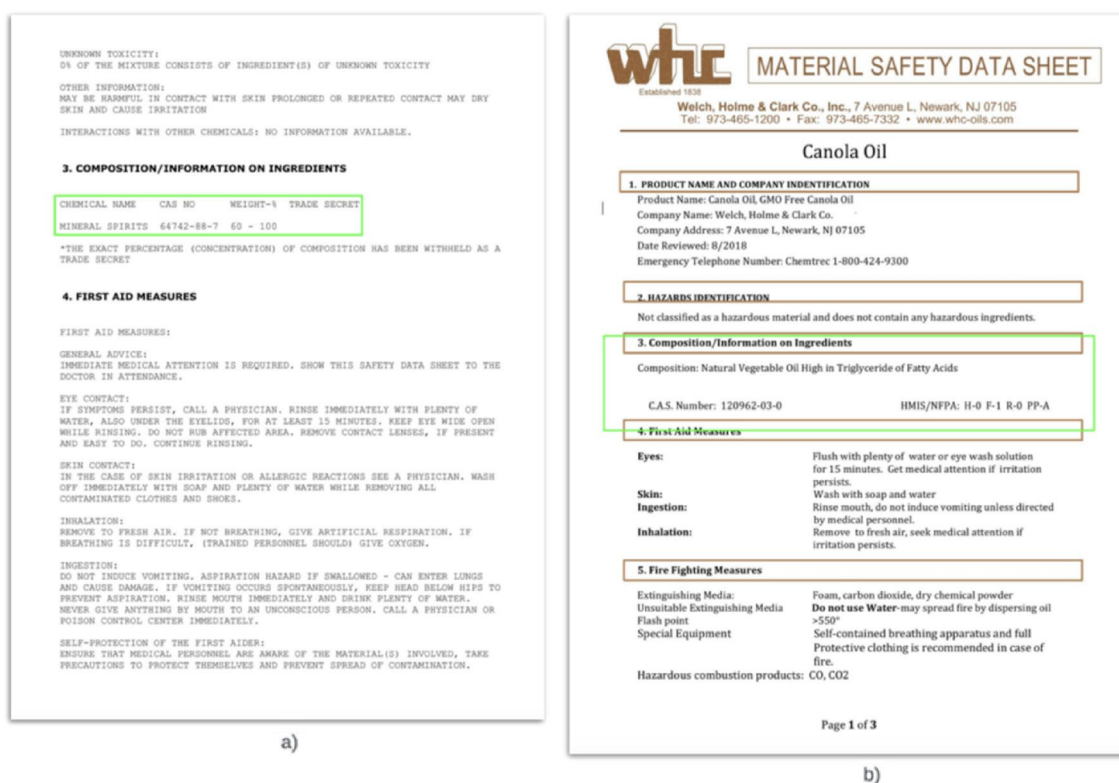 UNKNOWN TOXICITY:
0% OF THE MIXTURE CONSISTS OF INGREDIENT(S) OF UNKNOWN TOXICITY
OTHER INFORMATION:
MAY BE HARMFUL IN CONTACT WITH SKIN PROLONGED OR REPEATED CONTACT MAY DRY
SKIN AND CAUSE IRRITATION
INTERACTIONS WITH OTHER CHEMICALS: NO INFORMATION AVAILABLE.
3. COMPOSITION/INFORMATION ON INGREDIENTS
CHEMICAL NAME CAS NO WEIGHT-% TRADE SECRET
MINERAL SPIRITS 64742-88-7 60 - 100
*THE EXACT PERCENTAGE (CONCENTRATION) OF COMPOSITION HAS BEEN WITHHELD AS A
TRADE SECRET
4. FIRST AID MEASURES
FIRST AID MEASURES:
GENERAL ADVICE:
IMMEDIATE MEDICAL ATTENTION IS REQUIRED. SHOW THIS SAFETY DATA SHEET TO THE
DOCTOR IN ATTENDANCE.
EYE CONTACT:
IF SYMPTOMS PERSIST, CALL A PHYSICIAN. RINSE IMMEDIATELY WITH PLENTY OF
WATER, ALSO UNDER THE EYELIDS, FOR AT LEAST 15 MINUTES. KEEP EYE WIDE OPEN
WHILE RINSING. DO NOT RUB AFFECTED AREA. REMOVE CONTACT LENSES, IF PRESENT
AND EASY TO DO. CONTINUE RINSING.
SKIN CONTACT:
IN THE CASE OF SKIN IRRITATION OR ALLERGIC REACTIONS SEE A PHYSICIAN. WASH
OFF IMMEDIATELY WITH SOAP AND PLENTY OF WATER WHILE REMOVING ALL
CONTAMINATED CLOTHES AND SHOES.
INHALATION:
REMOVE TO FRESH AIR. IF NOT BREATHING, GIVE ARTIFICIAL RESPIRATION. IF
BREATHING IS DIFFICULT, (TRAINED PERSONNEL SHOULD) GIVE OXYGEN.
INGESTION:
DO NOT INDUCE VOMITING. ASPIRATION HAZARD IF SWALLOWED - CAN ENTER LUNGS
AND CAUSE DAMAGE. IF VOMITING OCCURS SPONTANEOUSLY, KEEP HEAD BELOW HIPS TO
PREVENT ASPIRATION. RINSE MOUTH IMMEDIATELY AND DRINK PLENTY OF WATER.
NEVER GIVE ANYTHING BY MOUTH TO AN UNCONSCIOUS PERSON. CALL A PHYSICIAN OR
POISON CONTROL CENTER IMMEDIATELY.
SELF-PROTECTION OF THE FIRST AIDER:
ENSURE THAT MEDICAL PERSONNEL ARE AWARE OF THE MATERIAL(S) INVOLVED, TAKE
PRECAUTIONS TO PROTECT THEMSELVES AND PREVENT SPREAD OF CONTAMINATION.
a)
whc
Established 1838
MATERIAL SAFETY DATA SHEET
Welch, Holme & Clark Co., Inc., 7 Avenue L, Newark, NJ 07105
Tel: 973-465-1200 • Fax: 973-465-7332 • www.whc-oils.com
Canola Oil
1. PRODUCT NAME AND COMPANY INDENTIFICATION
Product Name: Canola Oil, GMO Free Canola Oil
Company Name: Welch, Holme & Clark Co.
Company Address: 7 Avenue L, Newark, NJ 07105
Date Reviewed: 8/2018
Emergency Telephone Number: Chemtrec 1-800-424-9300
2. HAZARDS IDENTIFICATION
Not classified as a hazardous material and does not contain any hazardous ingredients.
3. Composition/Information on Ingredients
Composition: Natural Vegetable Oil High in Triglyceride of Fatty Acids
C.A.S. Number: 120962-03-0 HMIS/NFPA: H-0 F-1 R-0 PP-A
4. First Aid Measures
Eyes: Flush with plenty of water or eye wash solution
for 15 minutes. Get medical attention if irritation
persists.
Skin: Wash with soap and water
Ingestion: Rinse mouth, do not induce vomiting unless directed
by medical personnel.
Inhalation: Remove to fresh air, seek medical attention if
irritation persists.
5. Fire Fighting Measures
Extinguishing Media: Foam, carbon dioxide, dry chemical powder
Unsuitable Extinguishing Media Do not use Water-may spread fire by dispersing oil
Flash point >550°
Special Equipment Self-contained breathing apparatus and full
Protective clothing is recommended in case of
fire.
Hazardous combustion products: CO, CO2
Page 1 of 3
b)